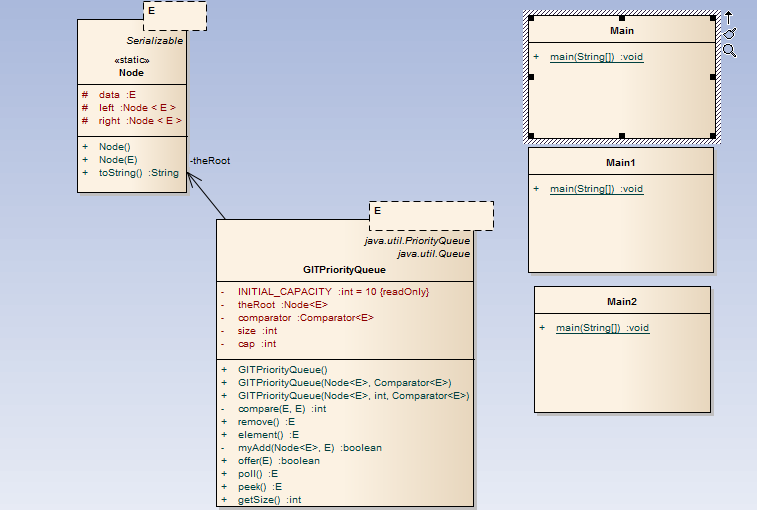 E
Serializable
«static»
Node
# data :E
# left :Node < E >
# right :Node < E >
+ Node()
+ Node(E)
+ toString() :String
-theRoot
E
java.util.PriorityQueue
java.util.Queue
GITPriorityQueue
- INITIAL_CAPACITY :int = 10 {readOnly}
- theRoot :Node<E>
- comparator :Comparator<E>
- size :int
- cap :int
+ GITPriorityQueue()
+ GITPriorityQueue(Node<E>, Comparator<E>)
+ GITPriorityQueue(Node<E>, int, Comparator<E>)
- compare(E, E) :int
+ remove() :E
+ element() :E
- myAdd(Node<E>, E) :boolean
+ offer(E) :boolean
+ poll() :E
+ peek() :E
+ getSize() :int
Main
+ main(String[]) :void
Main1
+ main(String[]) :void
Main2
+ main(String[]) :void